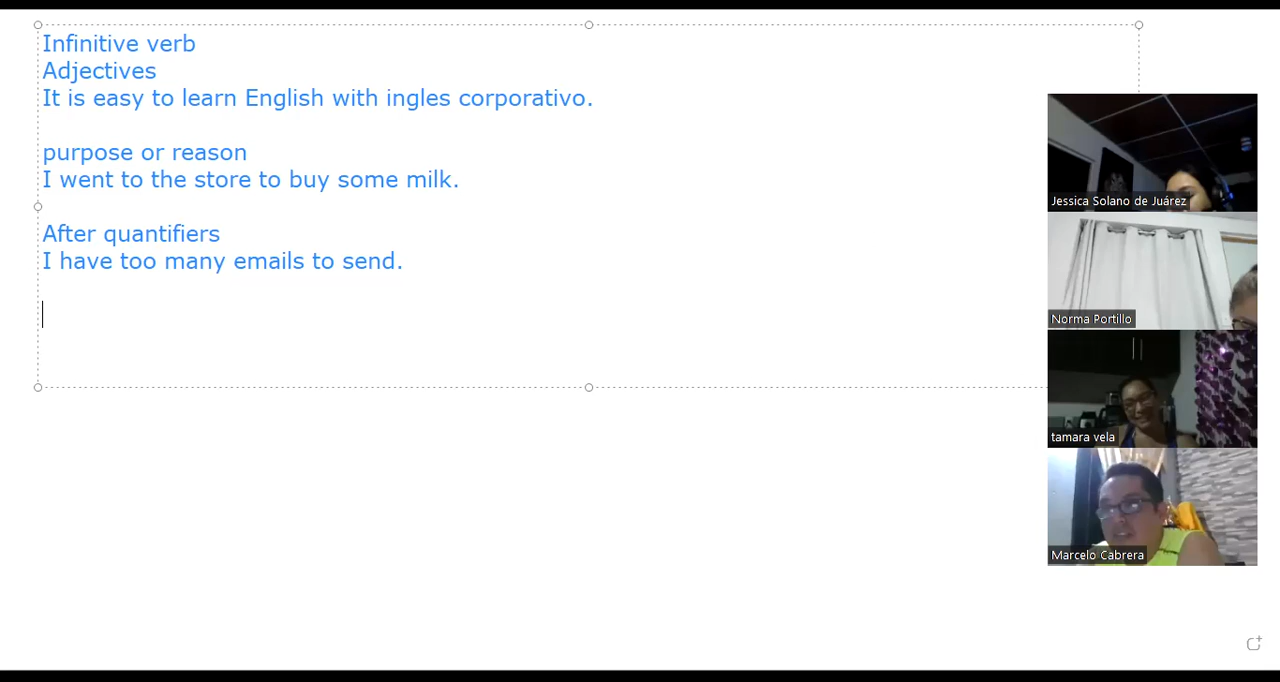 Infinitive verb
Adjectives
It is easy to learn English with ingles corporativo.
purpose or reason
I went to the store to buy some milk.
After quantifiers
I have too many emails to send.
Jessica Solano de Juárez
Norma Portillo
tamara vela
Marcelo Cabrera